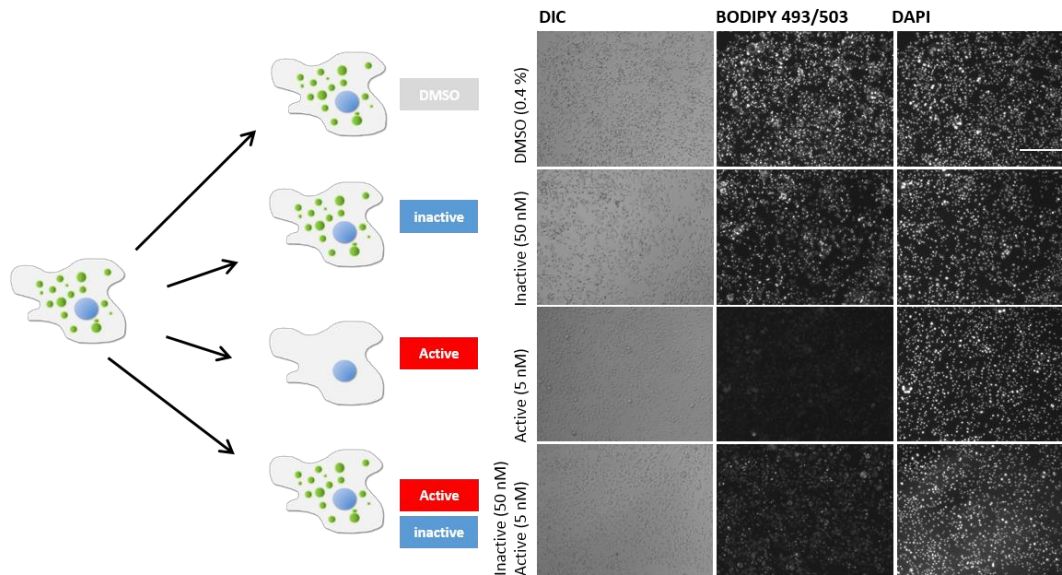 DIC
BODIPY 493/503
DAPI
DMSO
inactive
Active
Active
inactive
DMSO (0.4 %)
Inactive (50 nM)
Active (5 nM)
Inactive (50 nM)
Active (5 nM)